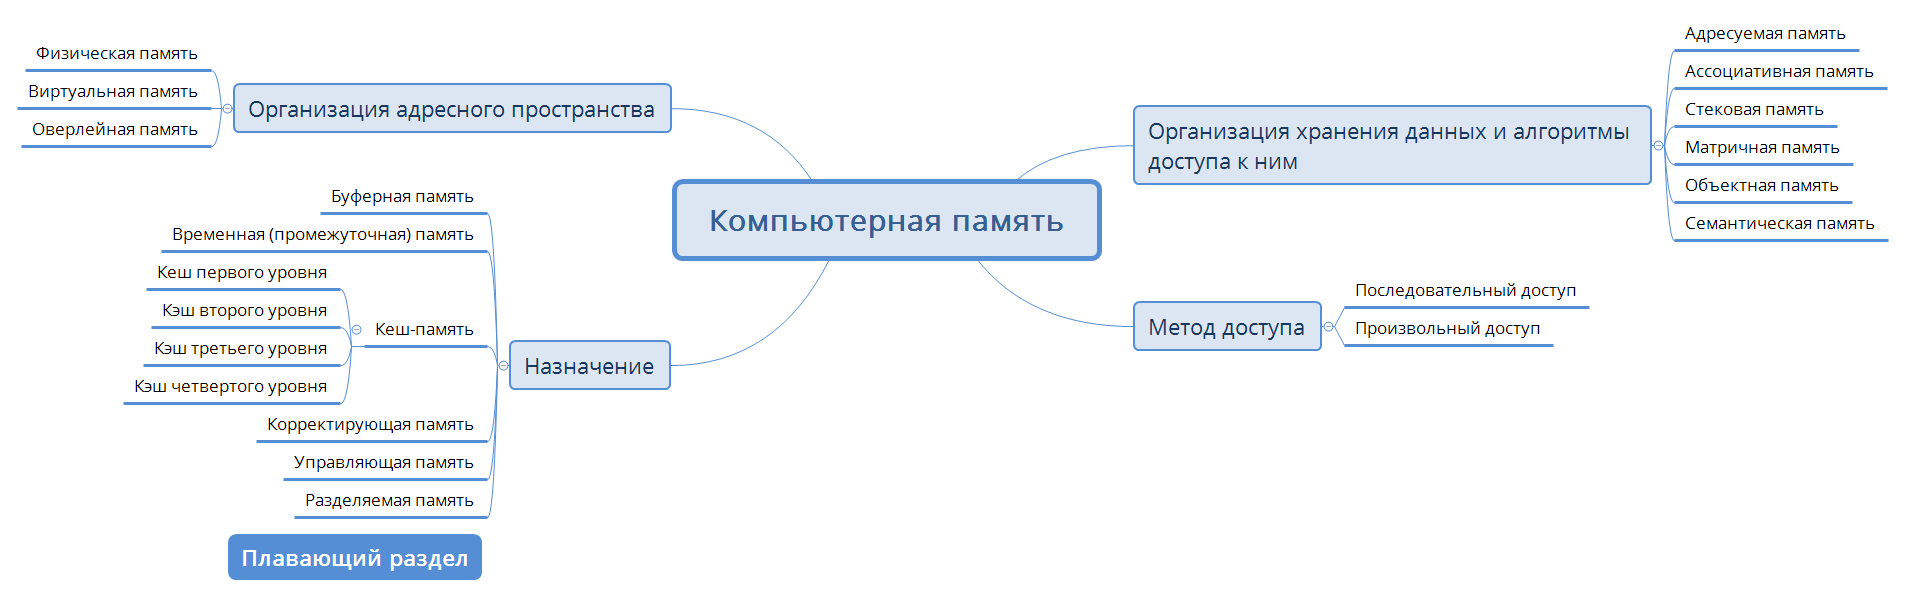 Компьютерная память
Организация адресного пространства
Физическая память
Виртуальная память
Оверлейная память
Назначение
Буферная память
Временная (промежуточная) память
Кеш-память
Кеш первого уровня
Кэш второго уровня
Кэш третьего уровня
Кэш четвертого уровня
Корректирующая память
Управляющая память
Разделяемая память
Плавающий раздел
Организация хранения данных и алгоритмы
доступа к ним
Адресуемая память
Ассоциативная память
Стековая память
Матричная память
Объектная память
Семантическая память
Метод доступа
Последовательный доступ
Произвольный доступ